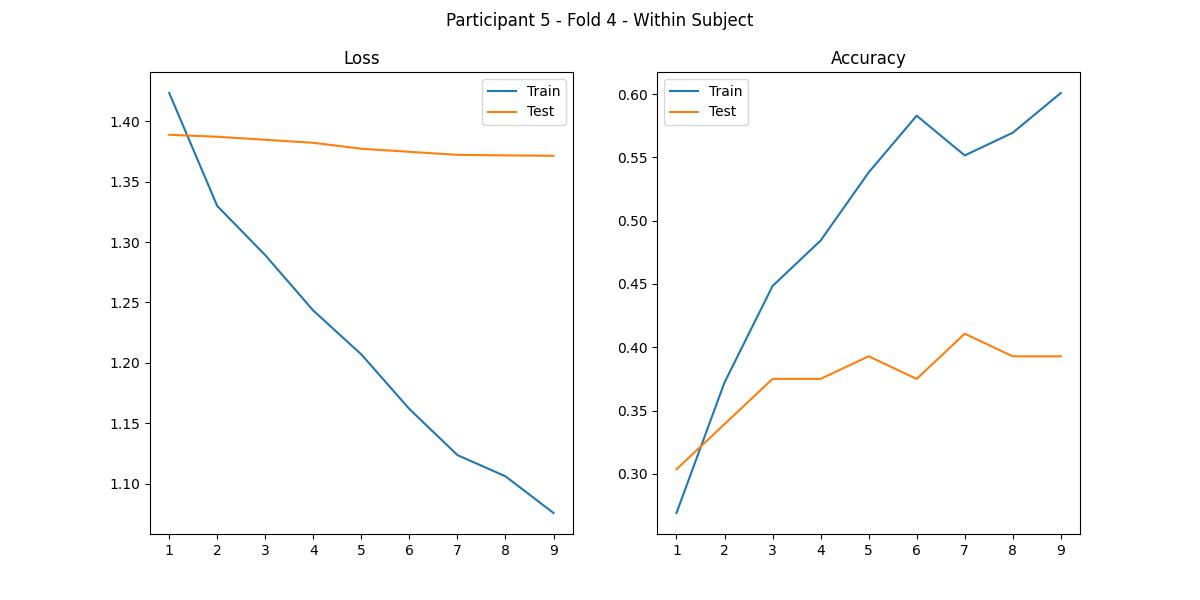 Participant 5 - Fold 4 - Within Subject
Loss
Train
Test
1.40
1.35
1.30
1.25
1.20
1.15
1.10
1 2 3 4 5 6 7 8 9
Accuracy
Train
Test
0.60
0.55
0.50
0.45
0.40
0.35
0.30
1 2 3 4 5 6 7 8 9